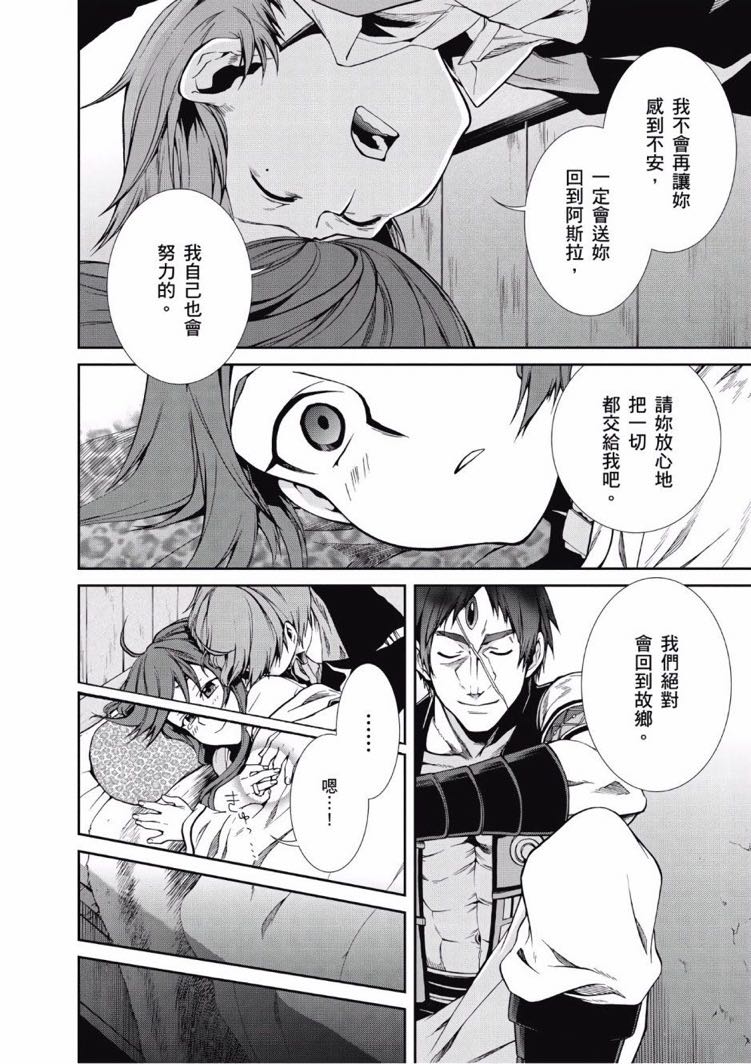 我不會再讓妳
感到不安，
一定會送妳
回到阿斯拉，
我自己也會
努力的。
請妳放心地
把一切
都交給我吧。
我們絕對
會回到故鄉。
……
嗯…！
ぎゅっ